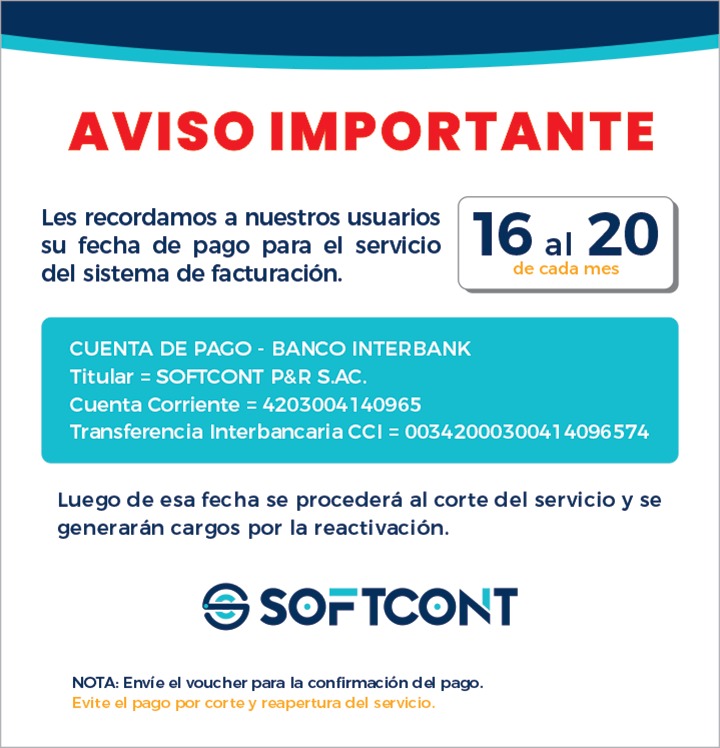 AVISO IMPORTANTE
Les recordamos a nuestros usuarios
su fecha de pago para el servicio
del sistema de facturación.
16 al 20
de cada mes
CUENTA DE PAGO - BANCO INTERBANK
Titular = SOFTCONT P&R S.AC.
Cuenta Corriente = 4203004140965
Transferencia Interbancaria CCI = 00342000300414096574
Luego de esa fecha se procederá al corte del servicio y se
generarán cargos por la reactivación.
SOFTCONT
NOTA: Envíe el voucher para la confirmación del pago.
Evite el pago por corte y reapertura del servicio.